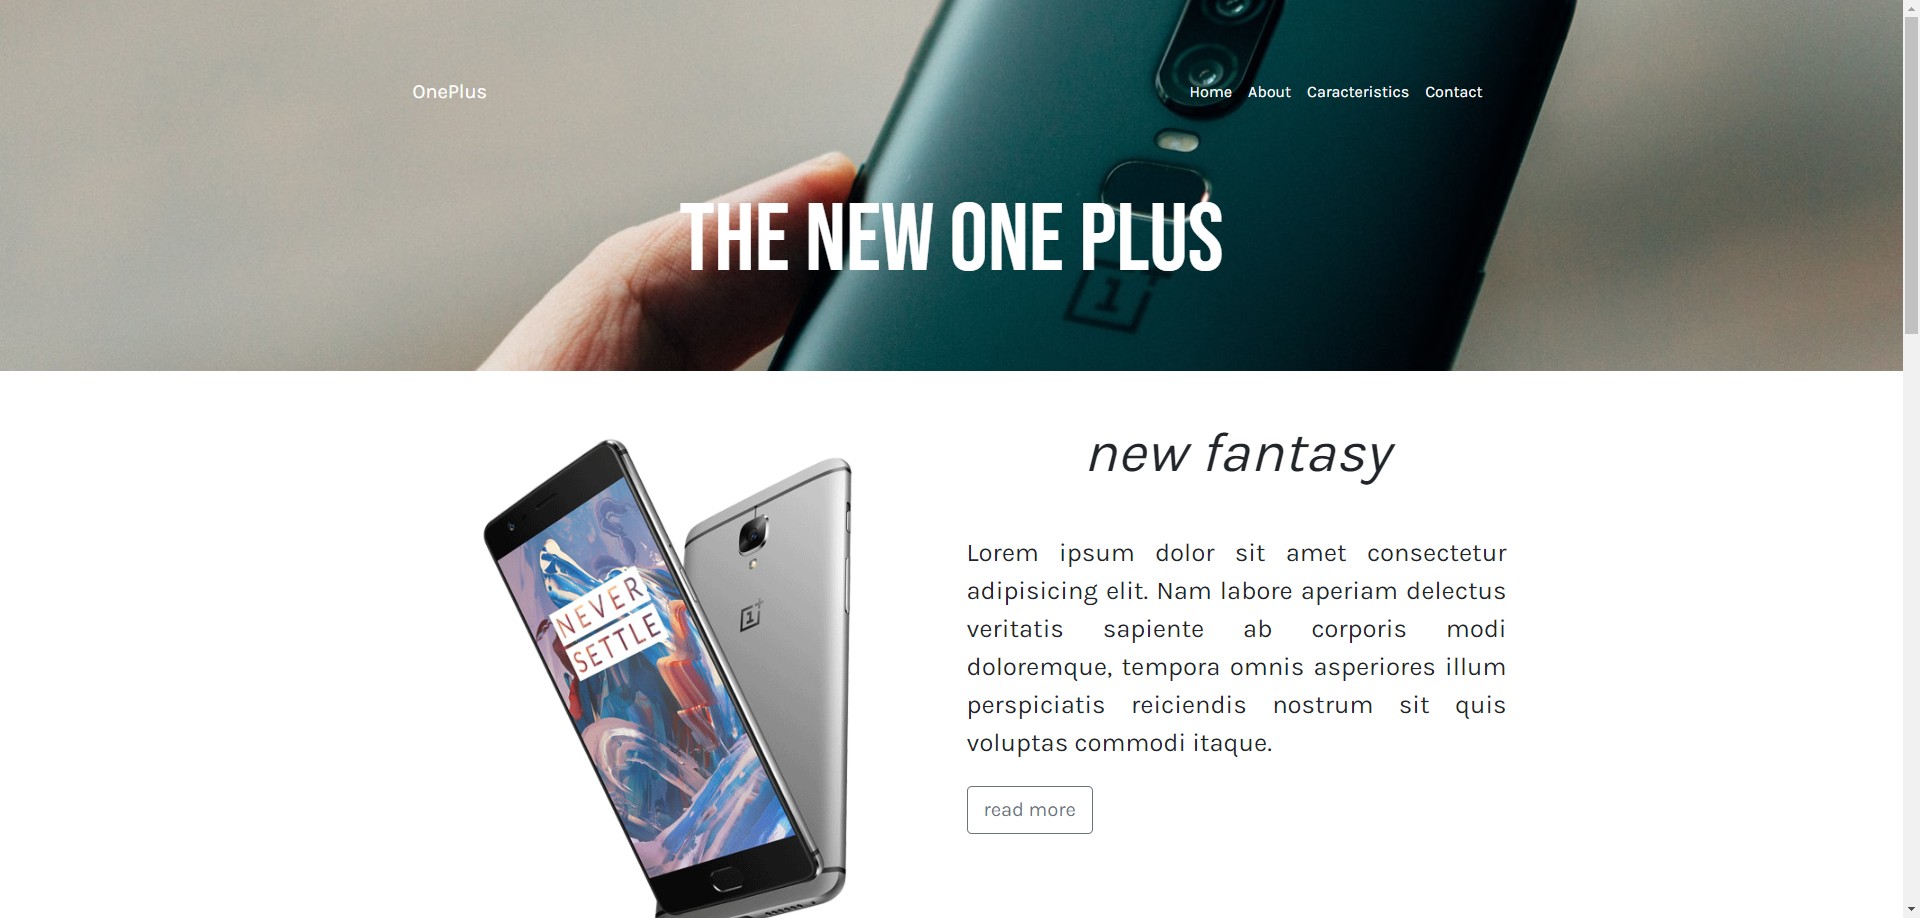 OnePlus
Home About Caracteristics Contact
THE NEW ONE PLUS
new fantasy
NEVER
SETTLE
Lorem ipsum dolor sit amet consectetur
adipisicing elit. Nam labore aperiam delectus
veritatis sapiente ab corporis modi
doloremque, tempora omnis asperiores illum
perspiciatis reiciendis nostrum sit quis
voluptas commodi itaque.
read more